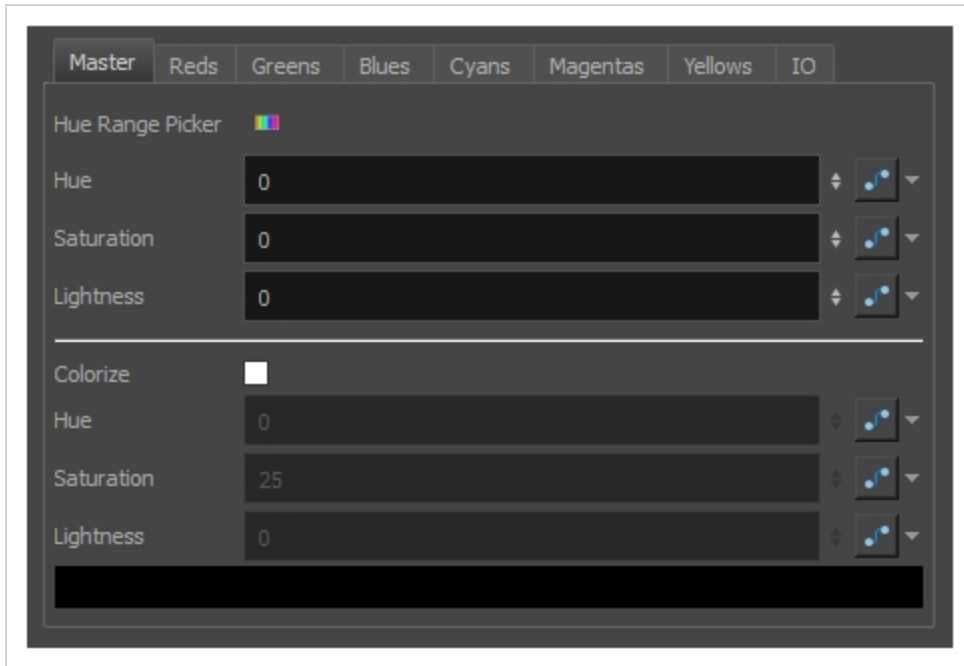 Master Reds Greens Blues Cyans Magentas Yellows IO
Hue Range Picker
Hue 0
Saturation 0
Lightness 0
Colorize
Hue 0
Saturation 25
Lightness 0